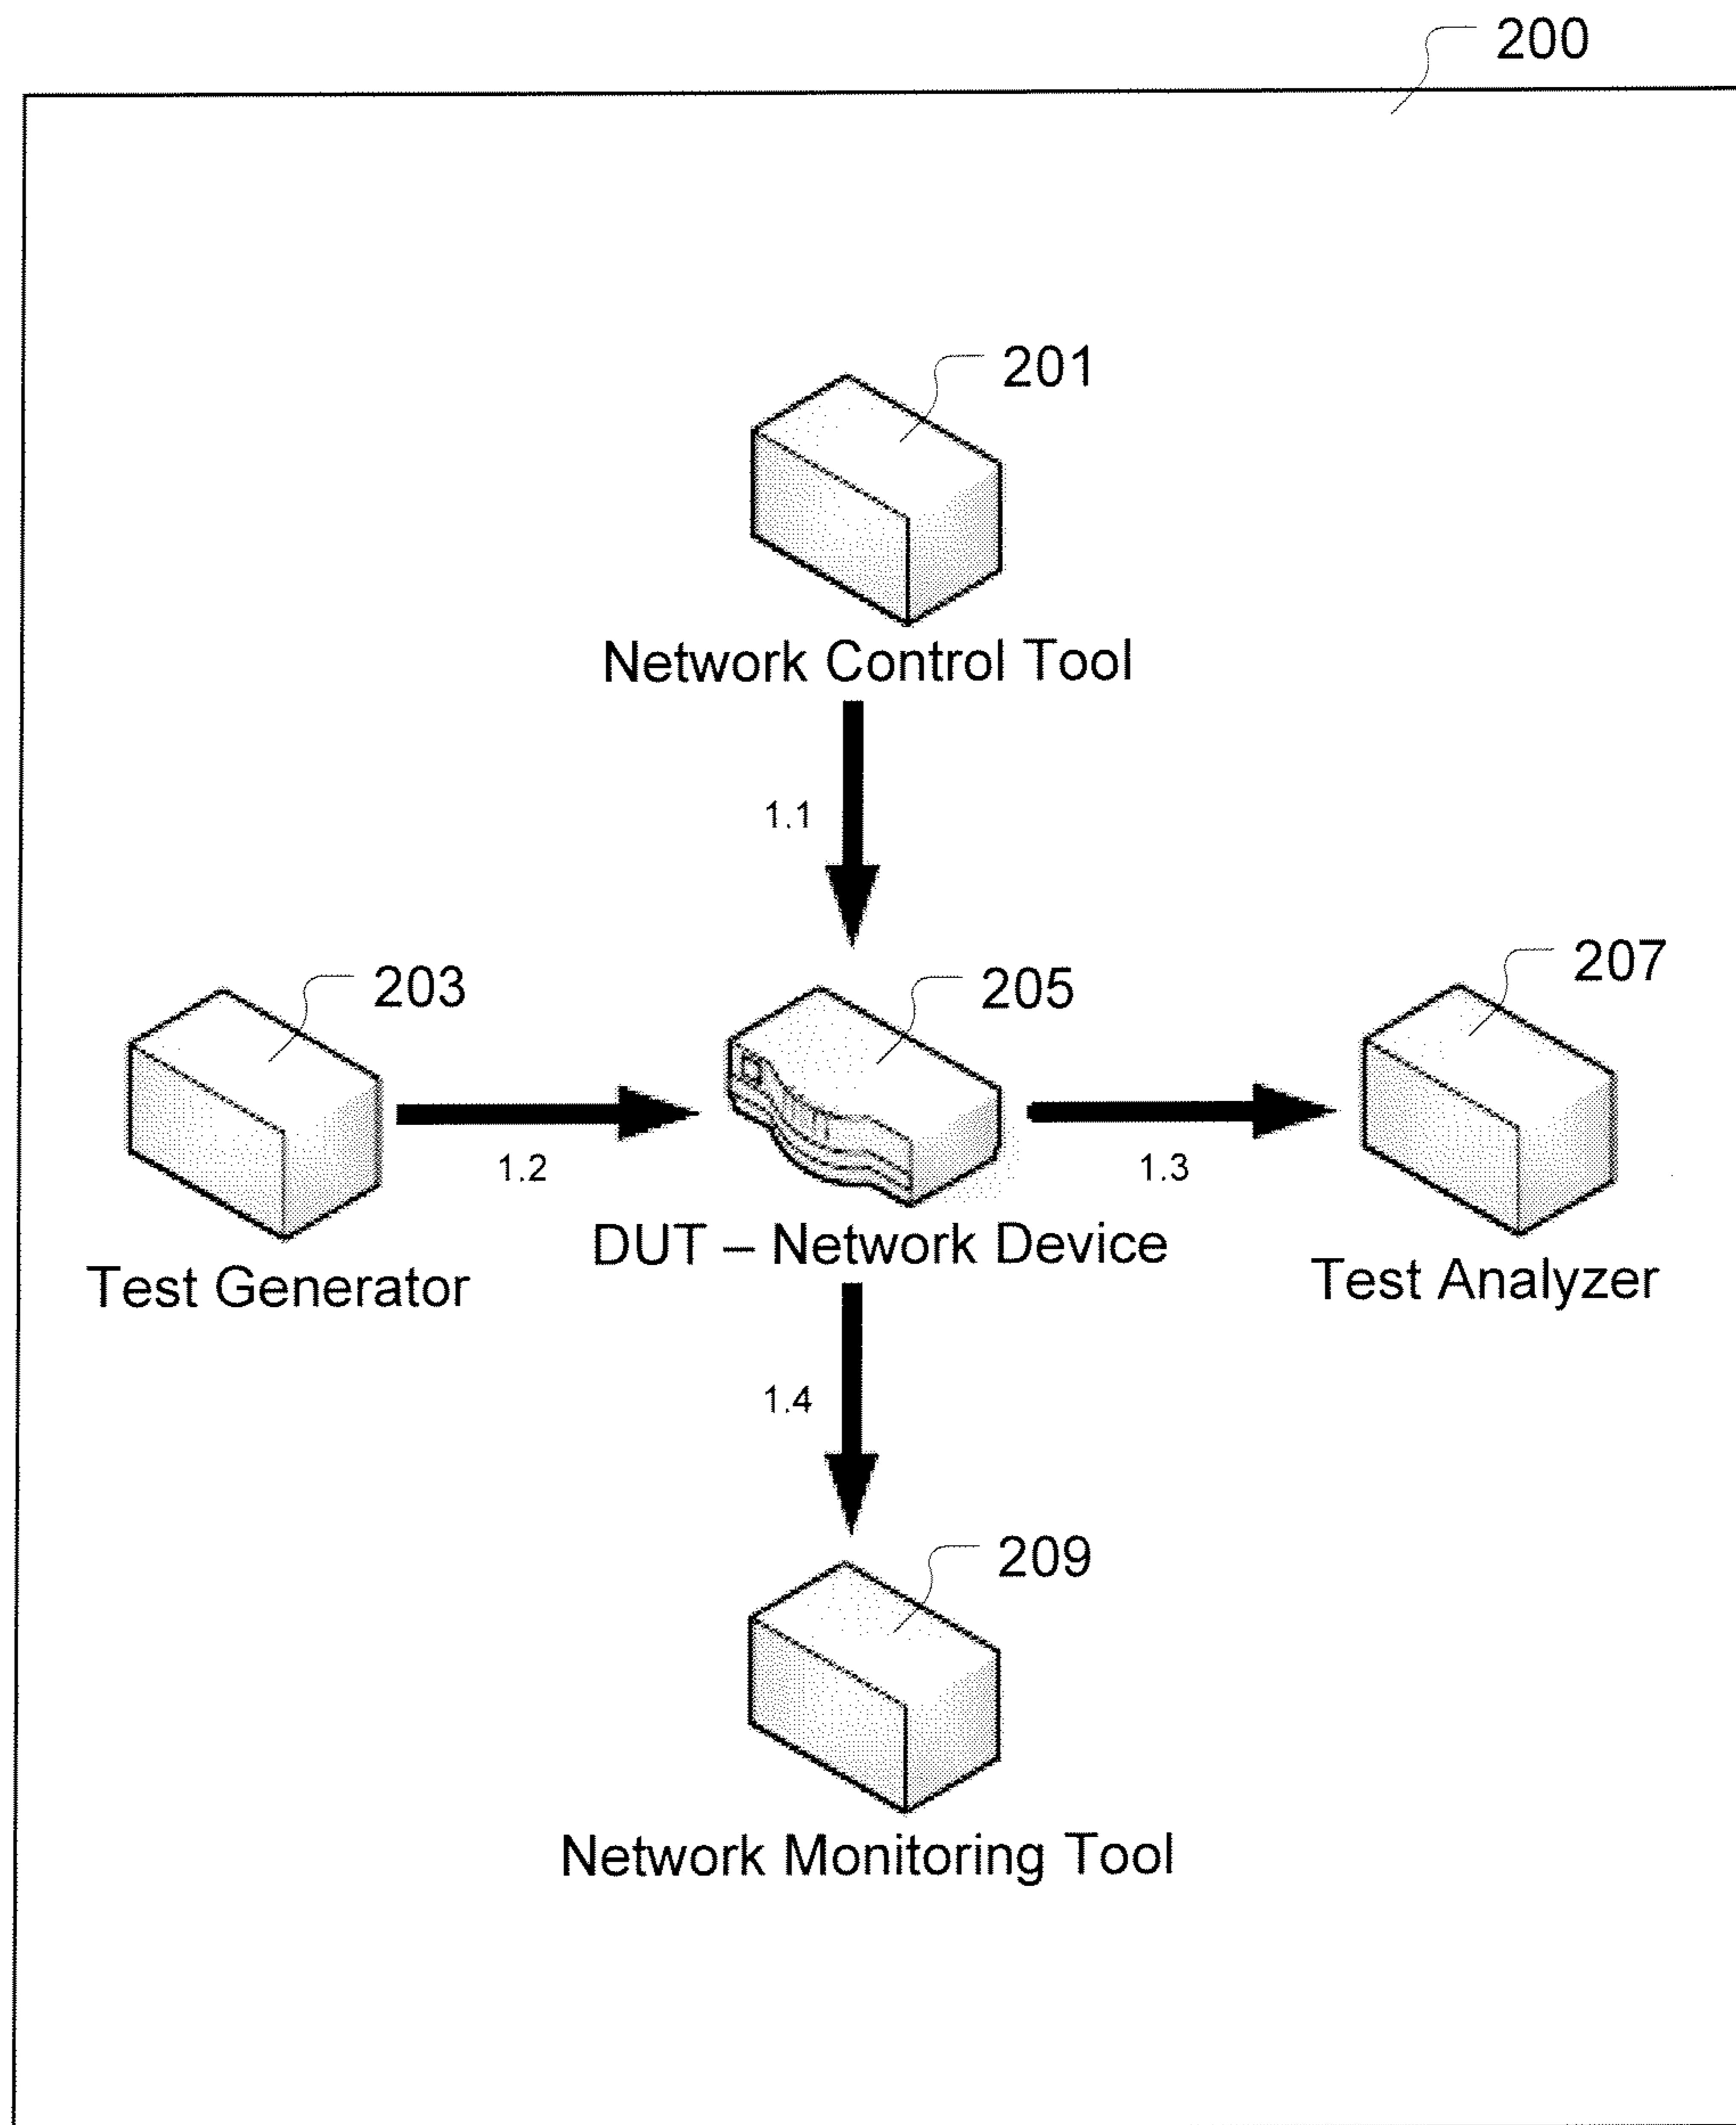 200
201
Network Control Tool
1.1
203
205
207
1.2
1.3
DUT – Network Device
Test Generator
Test Analyzer
1.4
209
Network Monitoring Tool